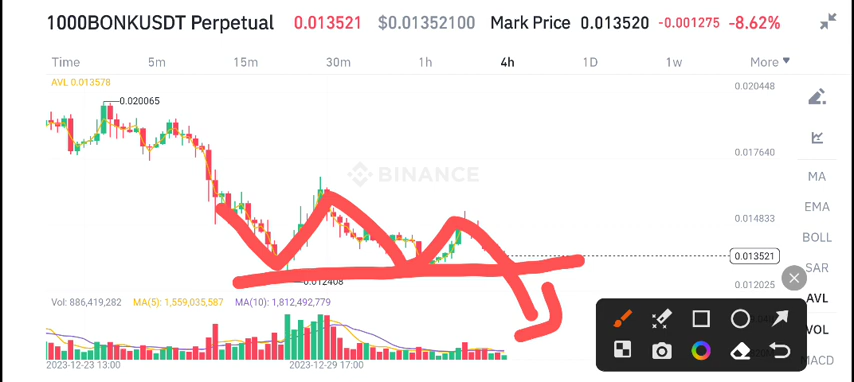 1000BONKUSDT Perpetual 0.013521 $0.01352100 Mark Price 0.013520 -0.001275 -8.62%
Time 5m 15m 30m 1h 4h 1D 1w More
AVL 0.013578
0.020448
0.020065
0.017640
BINANCE
MA
EMA
0.014833
BOLL
0.013521
SAR
0.012408
0.012025
AVL
Vol: 886,419,282 MA(5): 1,559,035,587 MA(10): 1,812,492,779
VOL
MACD
2023-12-23 13:00 2023-12-29 17:00